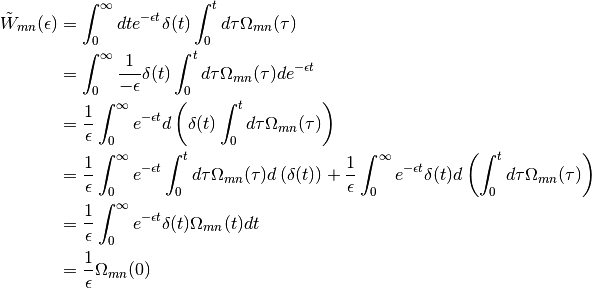 \tilde{W}_{mn}(\epsilon) = \int_0^\infty dt e^{-\epsilon t} \delta(t) \int_0^t d\tau \Omega_{mn}(\tau)
= \int_0^\infty \frac{1}{-\epsilon} \delta(t) \int_0^t d\tau \Omega_{mn}(\tau) d e^{-\epsilon t}
= \frac{1}{\epsilon} \int_0^\infty e^{-\epsilon t} d \left( \delta(t) \int_0^t d\tau \Omega_{mn}(\tau) \right)
= \frac{1}{\epsilon} \int_0^\infty e^{-\epsilon t} \int_0^t d\tau \Omega_{mn}(\tau) d \left( \delta(t) \right) + \frac{1}{\epsilon} \int_0^\infty e^{-\epsilon t} \delta(t) d \left( \int_0^t d\tau \Omega_{mn}(\tau) \right)
= \frac{1}{\epsilon} \int_0^\infty e^{-\epsilon t} \delta(t) \Omega_{mn}(t) dt
= \frac{1}{\epsilon} \Omega_{mn}(0)